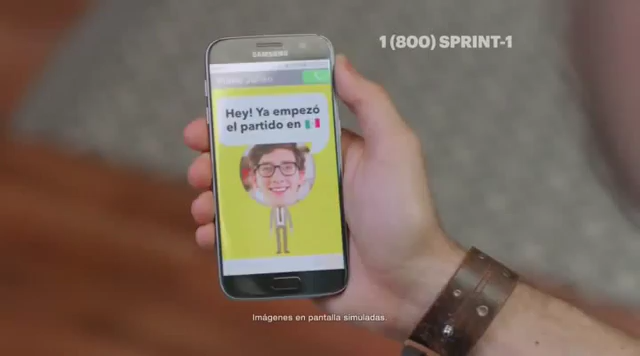 1 (800) SPRINT-1
SAMSUNG
Hey! Ya empezó
el partido en 🇲🇽
Imágenes en pantalla simuladas.